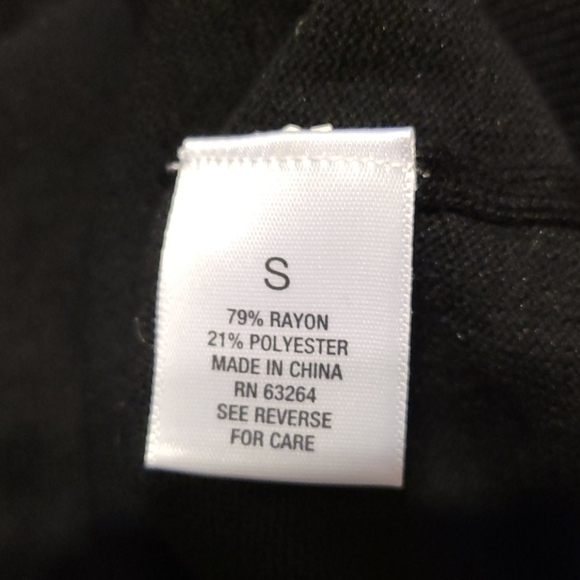 S
79% RAYON
21% POLYESTER
MADE IN CHINA
RN 63264
SEE REVERSE
FOR CARE